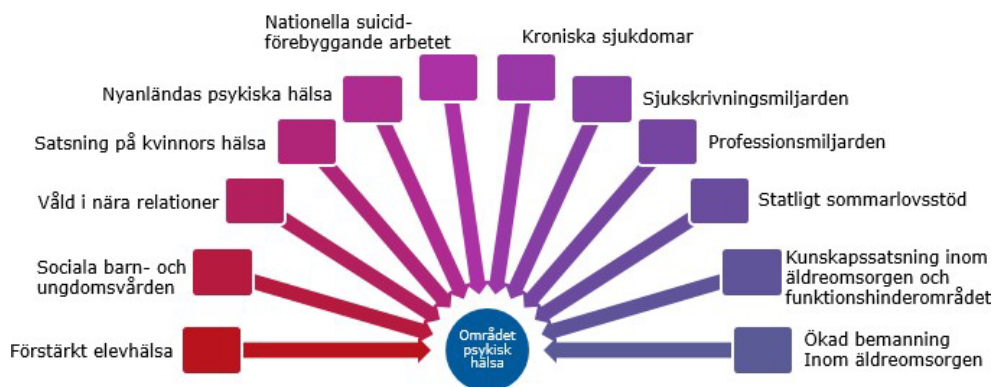 Nationella suicid-
förebyggande arbetet
Kroniska sjukdomar
Nyanländas psykiska hälsa
Sjukskrivningsmiljarden
Satsning på kvinnors hälsa
Professionsmiljarden
Våld i nära relationer
Statligt sommarlovsstöd
Sociala barn- och
ungdomsvården
Kunskapssatsning inom
äldreomsorgen och
funktionshinderområdet
Förstärkt elevhälsa
Området
psykisk
hälsa
Ökad bemanning
Inom äldreomsorgen